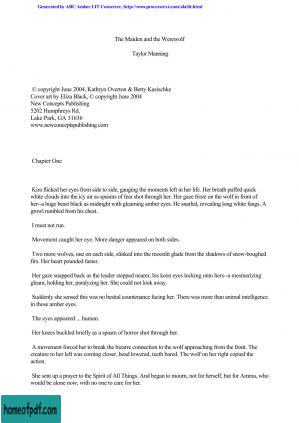 Generated by ABC Amber LIT Converter, http://www.processtext.com/abclit.html
The Maiden and the Werewolf
Taylor Manning
© copyright June 2004, Kathryn Overton & Betty Kasischke
Cover art by Eliza Black, © copyright June 2004
New Concepts Publishing
5202 Humphreys Rd.
Lake Park, GA 31636
www.newconceptspublishing.com
Chapter One
Kim flicked her eyes from side to side, gauging the moments left in her life. Her breath puffed quick
white clouds into the icy air as spasms of fear shot through her. Her gaze froze on the wolf in front of
her--a huge beast black as midnight with gleaming amber eyes. He snarled, revealing long white fangs. A
growl rumbled from his chest.
I must not run.
Movement caught her eye. More danger appeared on both sides.
Two more wolves, one on each side, slinked into the moonlit glade from the shadows of snow-boughed
firs. Her heart pounded faster.
Her gaze snapped back as the leader stepped nearer, his keen eyes locking onto hers--a mesmerizing
gleam, holding her, paralyzing her. She could not look away.
Suddenly she sensed this was no bestial countenance facing her. There was more than animal intelligence
in those amber eyes.
The eyes appeared ... human.
Her knees buckled briefly as a spasm of horror shot through her.
A movement forced her to break the bizarre connection to the wolf approaching from the front. The
creature to her left was coming closer, head lowered, teeth bared. The wolf on her right copied the
action.
She sent up a prayer to the Spirit of All Things. And began to mourn, not for herself, but for Amma, who
would be alone now, with no one to care for her.
homeofpdf.com